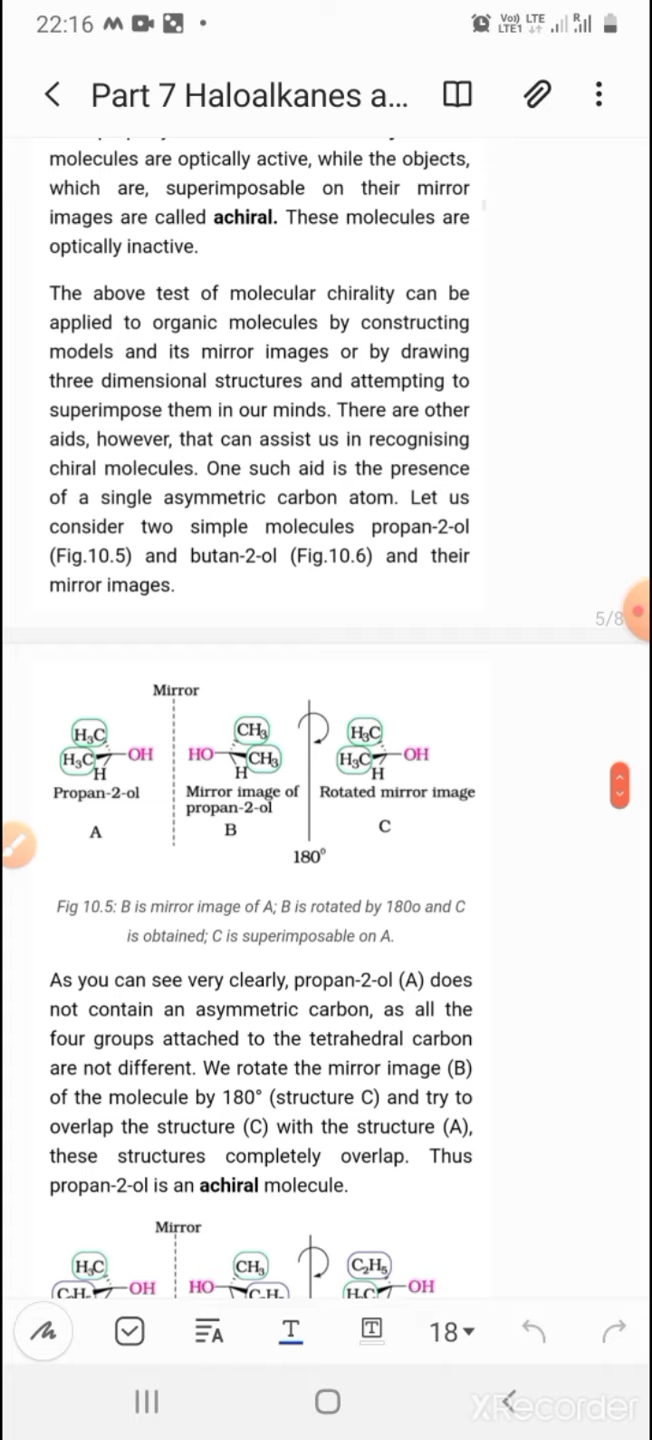 22:16
Vo)) LTE
LTE1
R
Part 7 Haloalkanes a...
molecules are optically active, while the objects,
which are, superimposable on their mirror
images are called achiral. These molecules are
optically inactive.
The above test of molecular chirality can be
applied to organic molecules by constructing
models and its mirror images or by drawing
three dimensional structures and attempting to
superimpose them in our minds. There are other
aids, however, that can assist us in recognising
chiral molecules. One such aid is the presence
of a single asymmetric carbon atom. Let us
consider two simple molecules propan-2-ol
(Fig.10.5) and butan-2-ol (Fig.10.6) and their
mirror images.
5/8
Mirror
H₃C CH₃ H₃C
H₃C OH HO CH₃ H₃C OH
H H H
Propan-2-ol Mirror image of Rotated mirror image
propan-2-ol
A B C
180°
Fig 10.5: B is mirror image of A; B is rotated by 180o and C
is obtained; C is superimposable on A.
As you can see very clearly, propan-2-ol (A) does
not contain an asymmetric carbon, as all the
four groups attached to the tetrahedral carbon
are not different. We rotate the mirror image (B)
of the molecule by 180° (structure C) and try to
overlap the structure (C) with the structure (A),
these structures completely overlap. Thus
propan-2-ol is an achiral molecule.
Mirror
H₃C CH₃ C₂H₅
OH HO OH
T T 18
XRecorder